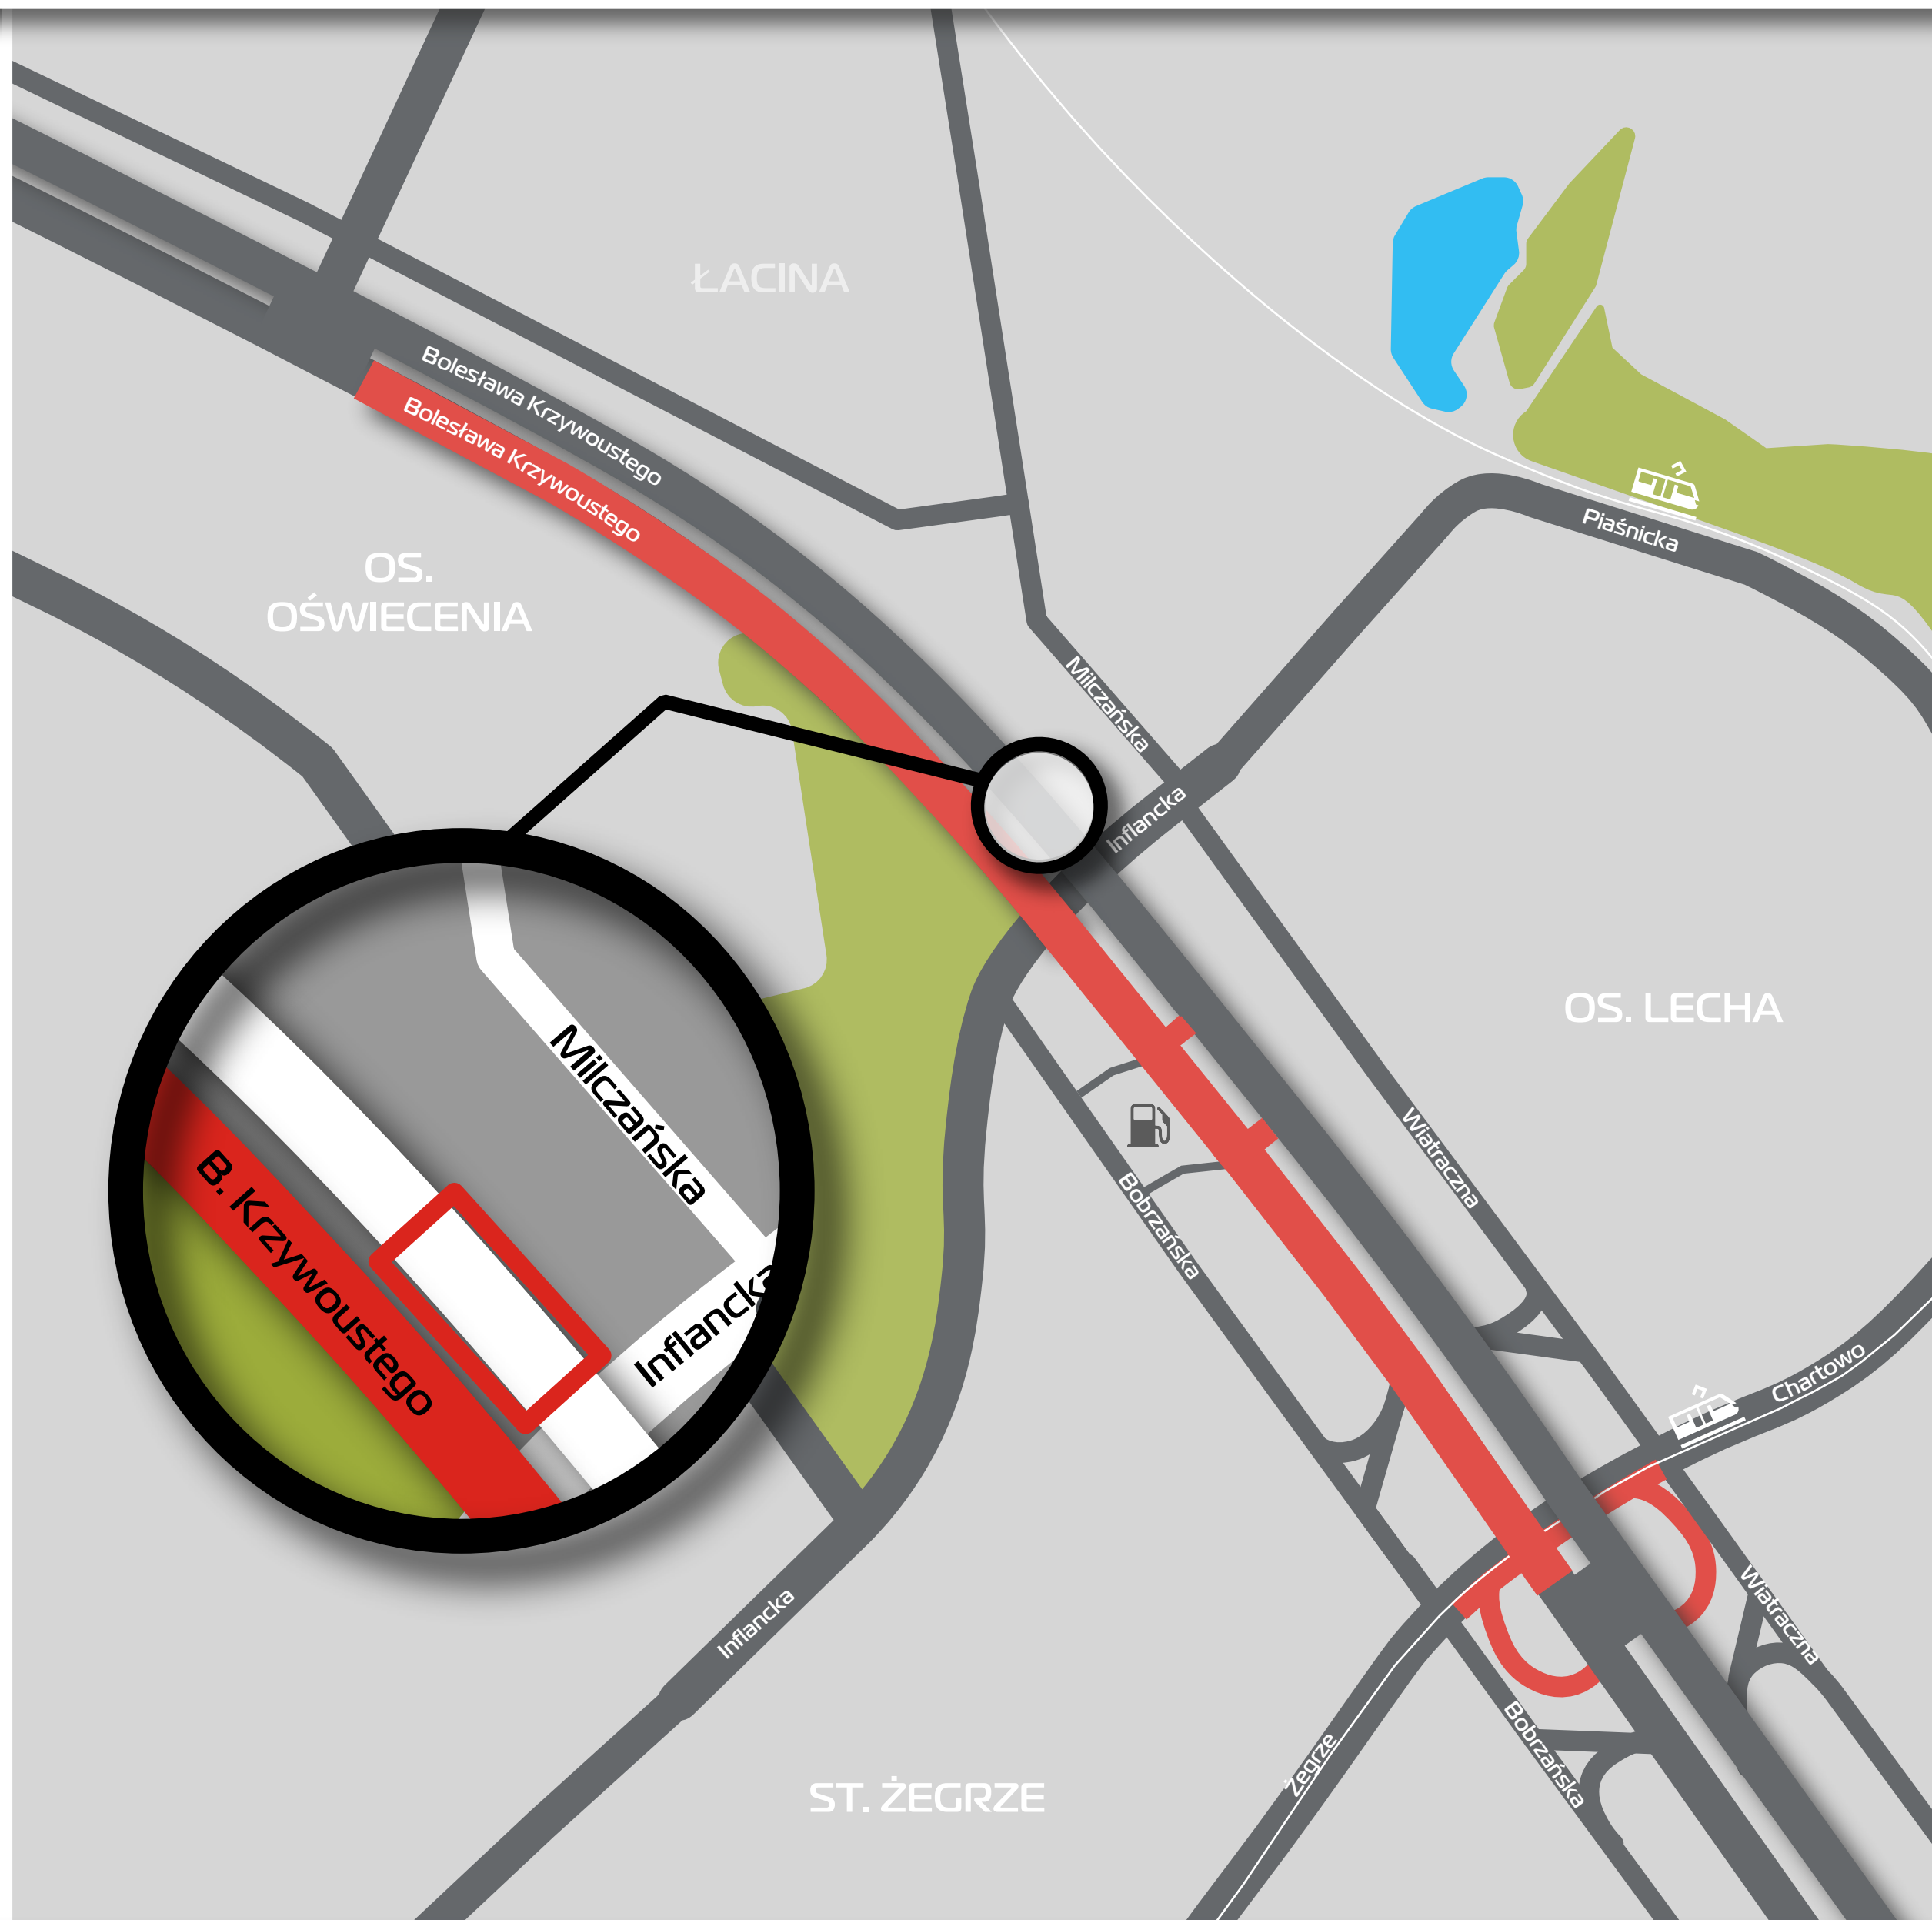 ŁACINA
Bolesława Krzywoustego
Bolesława Krzywoustego
Piaśnicka
OS.
OŚWIECENIA
Milczańska
Inflancka
OS. LECHA
Milczańska
B. Krzywoustego
Inflancka
Wiatraczna
Bobrzańska
Chartowo
Inflancka
Wiatraczna
Bobrzańska
Żegrze
ST. ŻEGRZE